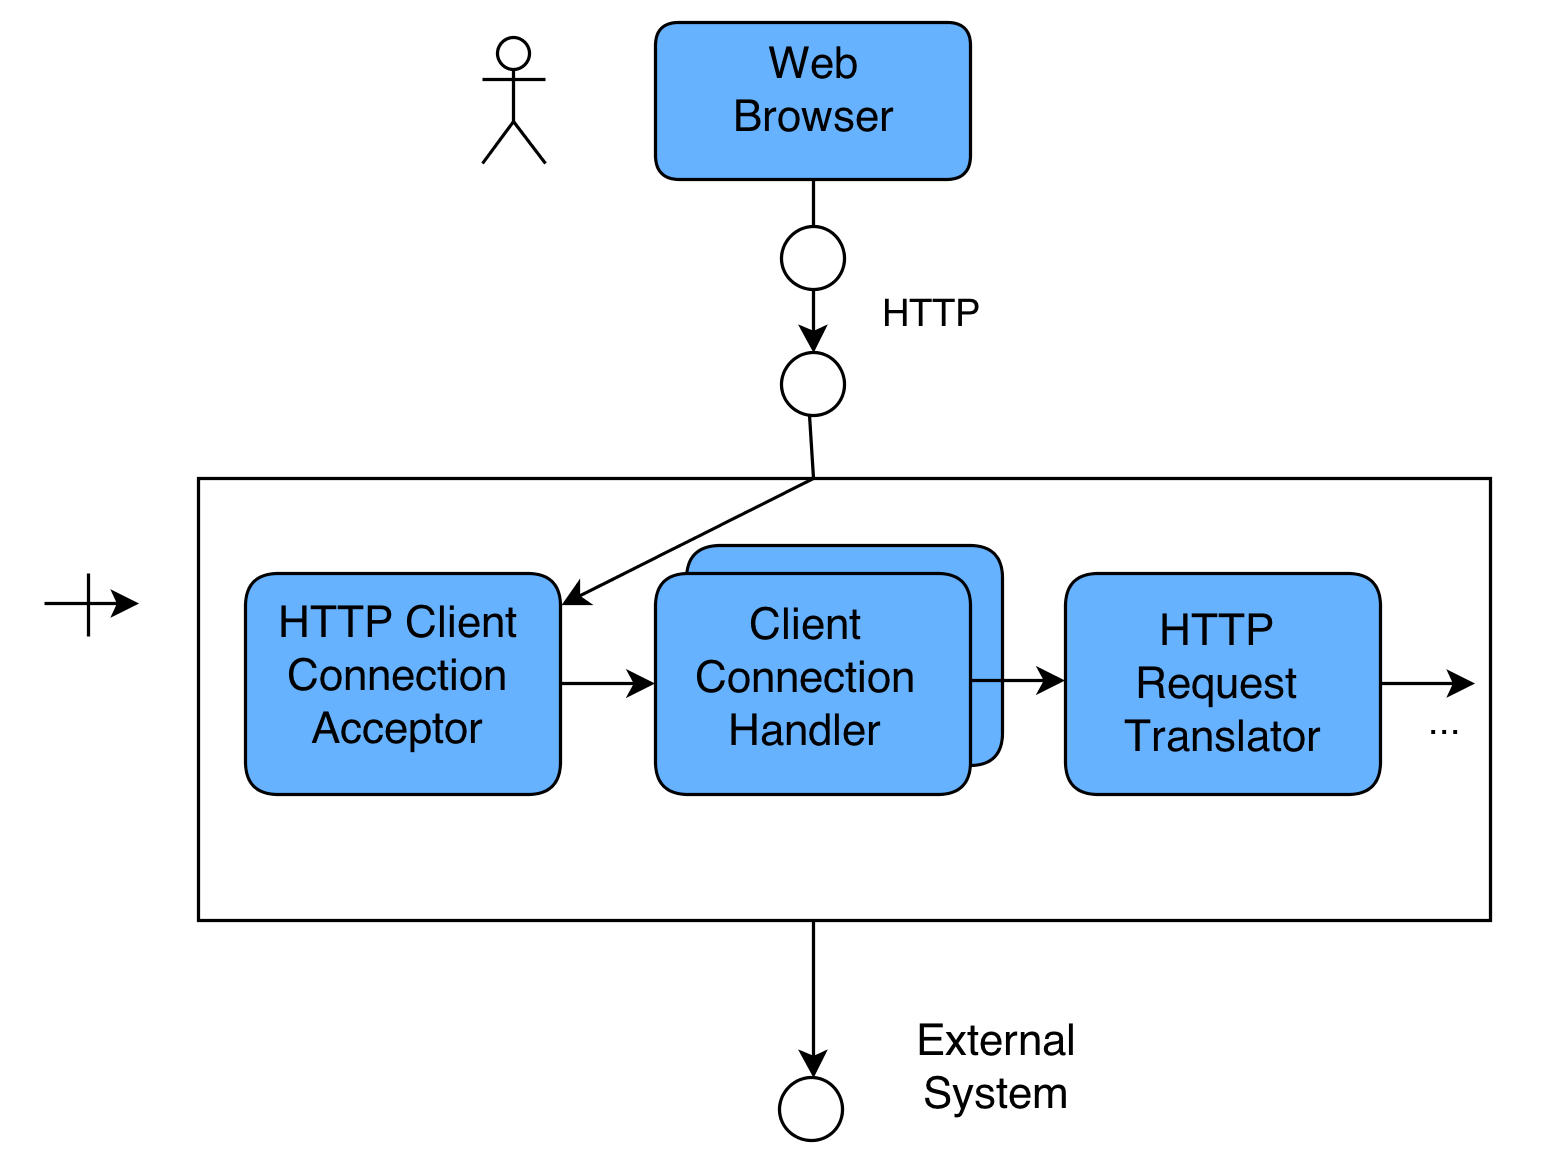 Web
Browser
HTTP
HTTP Client
Connection
Acceptor
Client
Connection
Handler
HTTP
Request
Translator
...
External
System